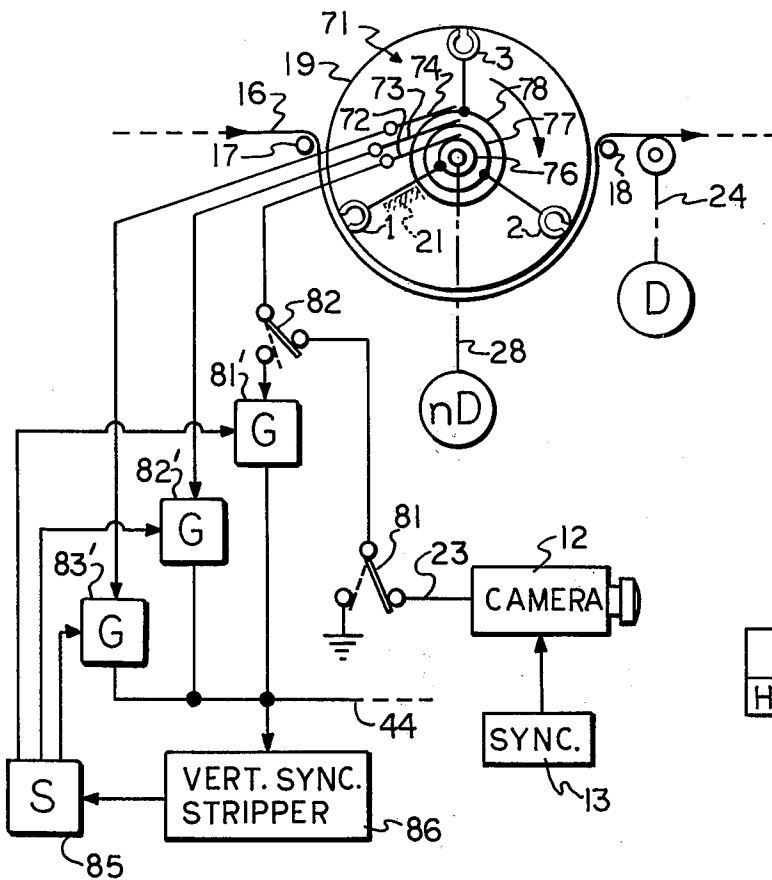 71
3
19
74
78
73
16
72
77
17
76
18
24
1
21
2
D
82
28
81'
nD
G
82'
81
12
G
23
CAMERA
83'
G
44
H
SYNC.
VERT. SYNC.
STRIPPER
13
S
86
85